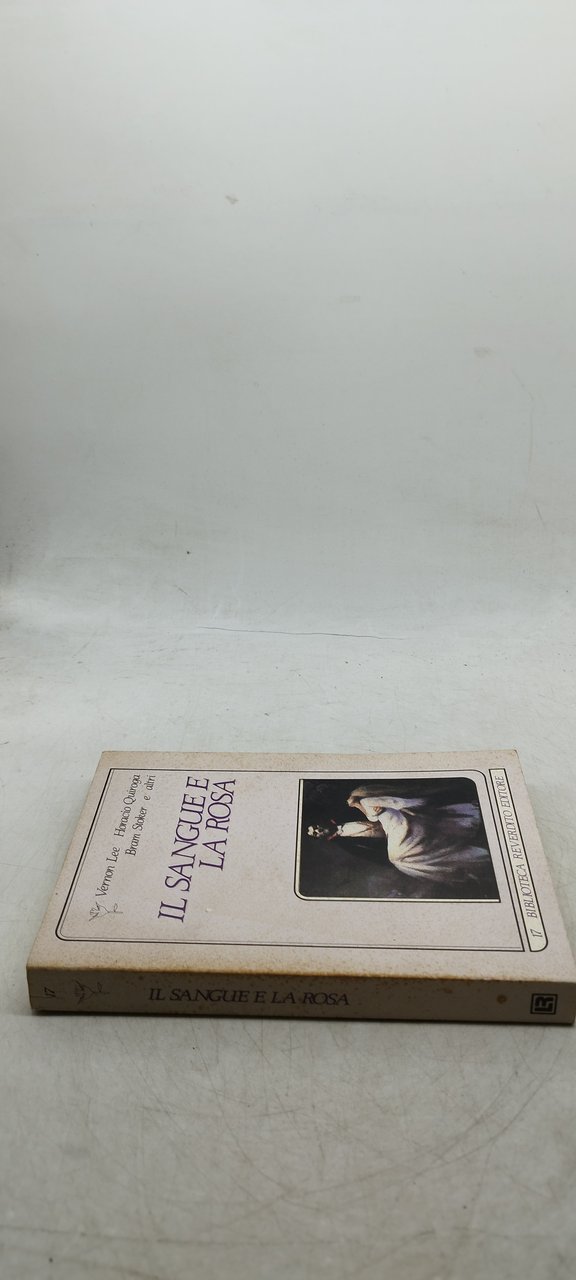 Vernon Lee Horacio Quiroga
Bram Stoker e altri
IL SANGUE E
LA ROSA
17 BIBLIOTECA REVERDITO EDITORE
17 IL SANGUE E LA ROSA